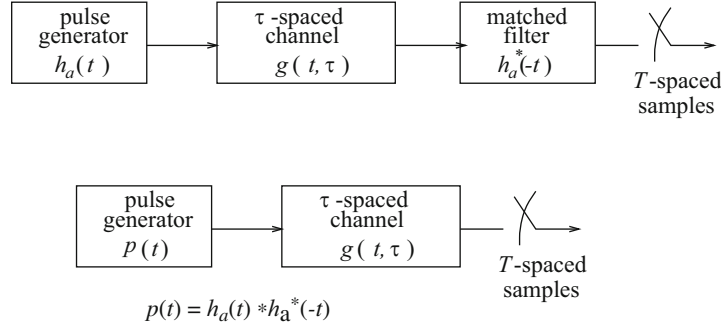 pulse
generator
h_a(t)
τ -spaced
channel
g( t,τ )
matched
filter
h_a^*(-t)
T-spaced
samples
pulse
generator
p(t)
τ -spaced
channel
g( t,τ )
T-spaced
samples
p(t) = h_a(t) *h_a^*(-t)